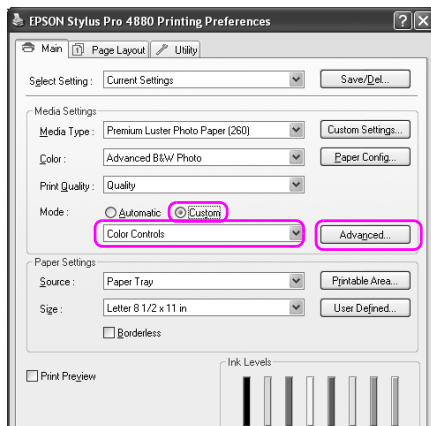 EPSON Stylus Pro 4880 Printing Preferences
Main Page Layout Utility
Select Setting : Current Settings Save/Del...
Media Settings
Media Type : Premium Luster Photo Paper (260) Custom Settings...
Color : Advanced B&W Photo Paper Config...
Print Quality : Quality
Mode : Automatic Custom
Color Controls Advanced...
Paper Settings
Source : Paper Tray Printable Area...
Size : Letter 8 1/2 x 11 in User Defined...
Borderless
Print Preview
Ink Levels